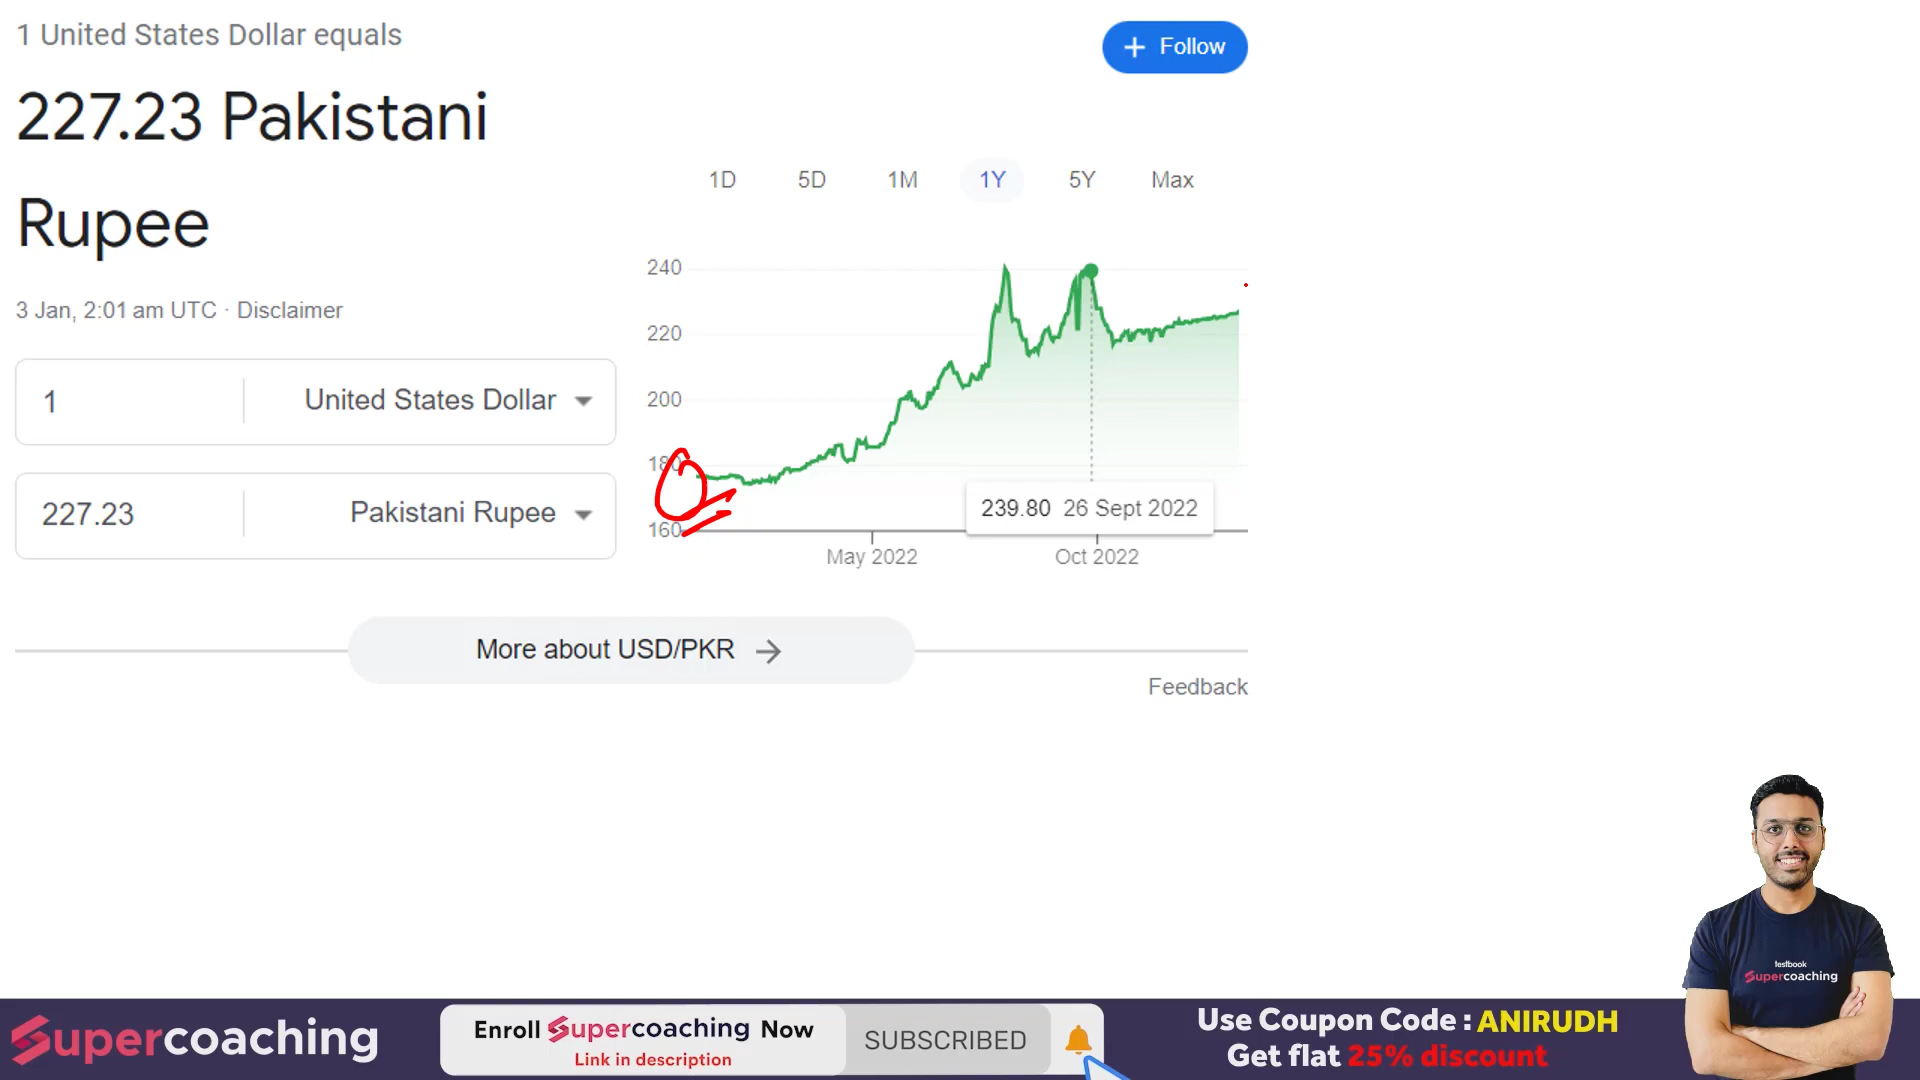 1 United States Dollar equals
+ Follow
227.23 Pakistani
Rupee
1D 5D 1M 1Y 5Y Max
3 Jan, 2:01 am UTC · Disclaimer
1 United States Dollar
227.23 Pakistani Rupee
240
220
200
180
160
239.80 26 Sept 2022
May 2022 Oct 2022
More about USD/PKR →
Feedback
testbook
Supercoaching
Supercoaching
Enroll Supercoaching Now
Link in description
SUBSCRIBED
Use Coupon Code : ANIRUDH
Get flat 25% discount